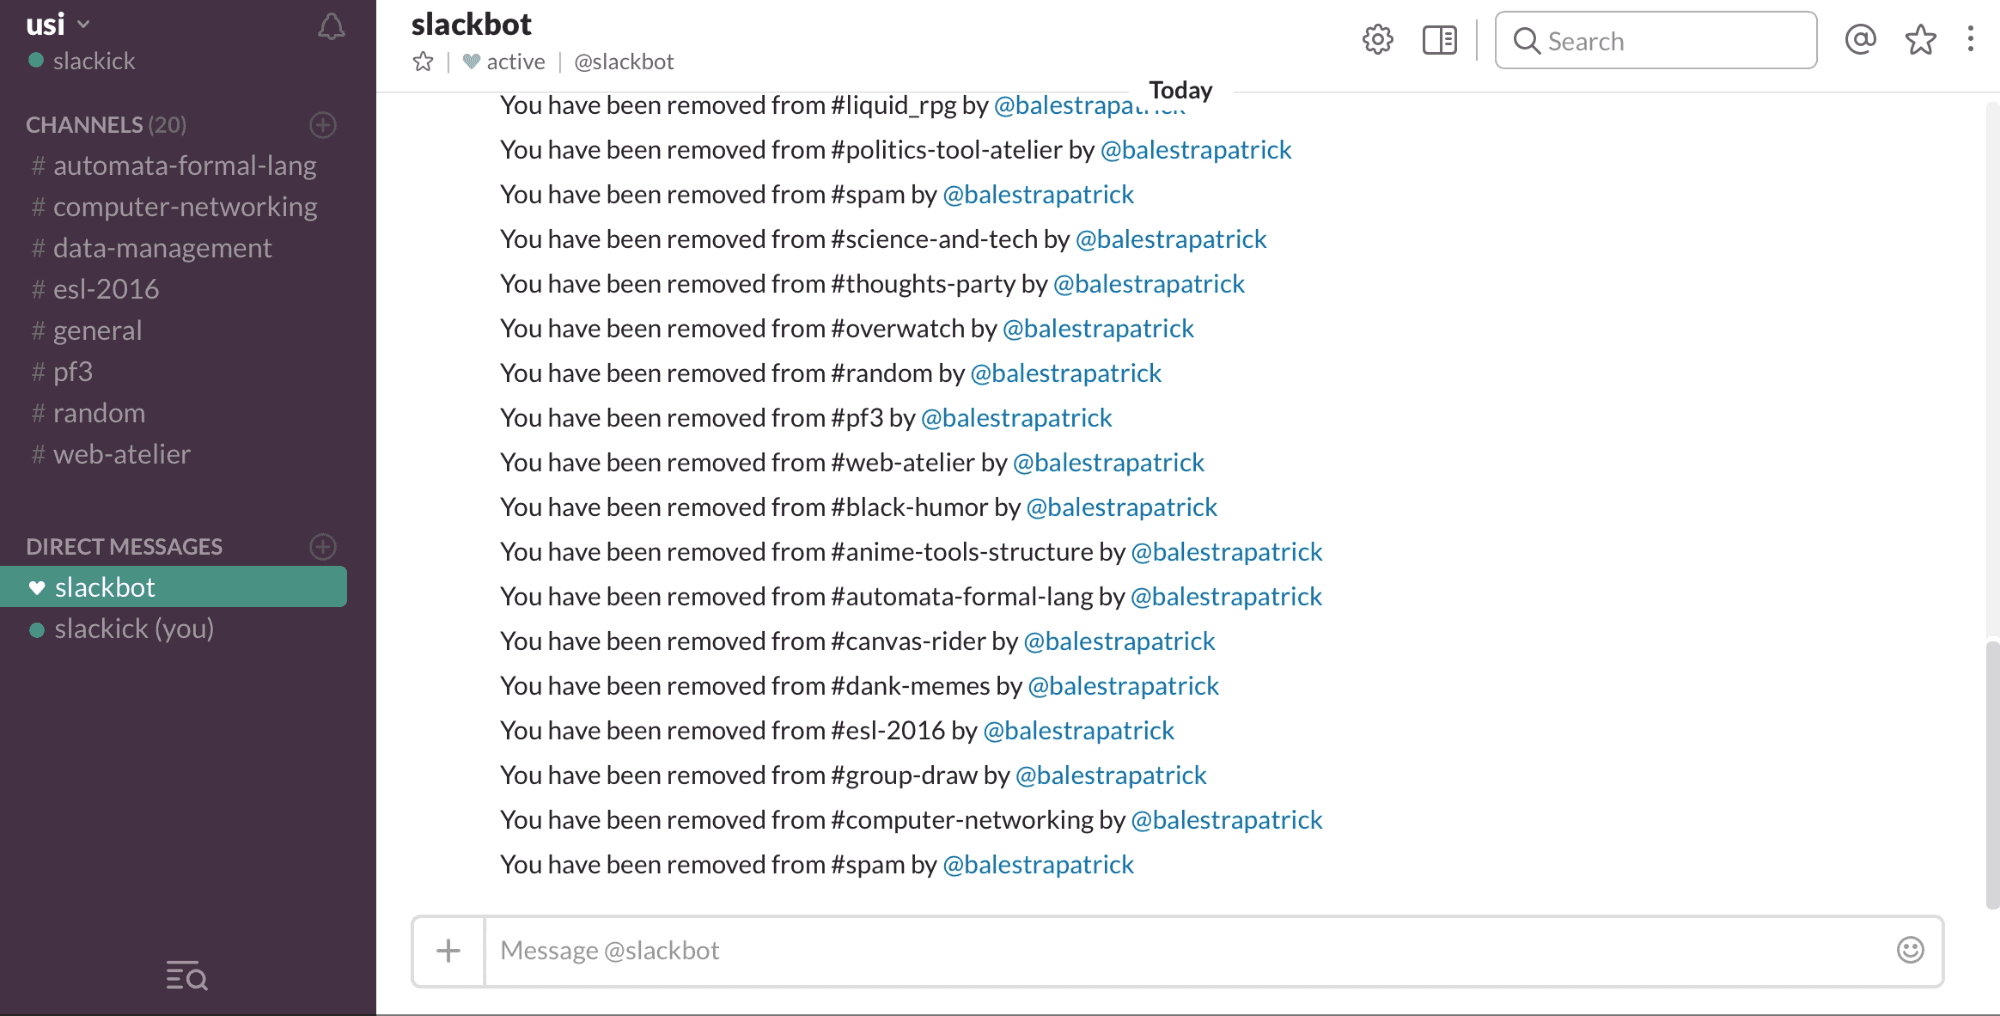 usi
slackick
CHANNELS (20)
# automata-formal-lang
# computer-networking
# data-management
# esl-2016
# general
# pf3
# random
# web-atelier
DIRECT MESSAGES
slackbot
slackick (you)
slackbot
active | @slackbot
Search
Today
You have been removed from #liquid_rpg by @balestrapatrick
You have been removed from #politics-tool-atelier by @balestrapatrick
You have been removed from #spam by @balestrapatrick
You have been removed from #science-and-tech by @balestrapatrick
You have been removed from #thoughts-party by @balestrapatrick
You have been removed from #overwatch by @balestrapatrick
You have been removed from #random by @balestrapatrick
You have been removed from #pf3 by @balestrapatrick
You have been removed from #web-atelier by @balestrapatrick
You have been removed from #black-humor by @balestrapatrick
You have been removed from #anime-tools-structure by @balestrapatrick
You have been removed from #automata-formal-lang by @balestrapatrick
You have been removed from #canvas-rider by @balestrapatrick
You have been removed from #dank-memes by @balestrapatrick
You have been removed from #esl-2016 by @balestrapatrick
You have been removed from #group-draw by @balestrapatrick
You have been removed from #computer-networking by @balestrapatrick
You have been removed from #spam by @balestrapatrick
Message @slackbot